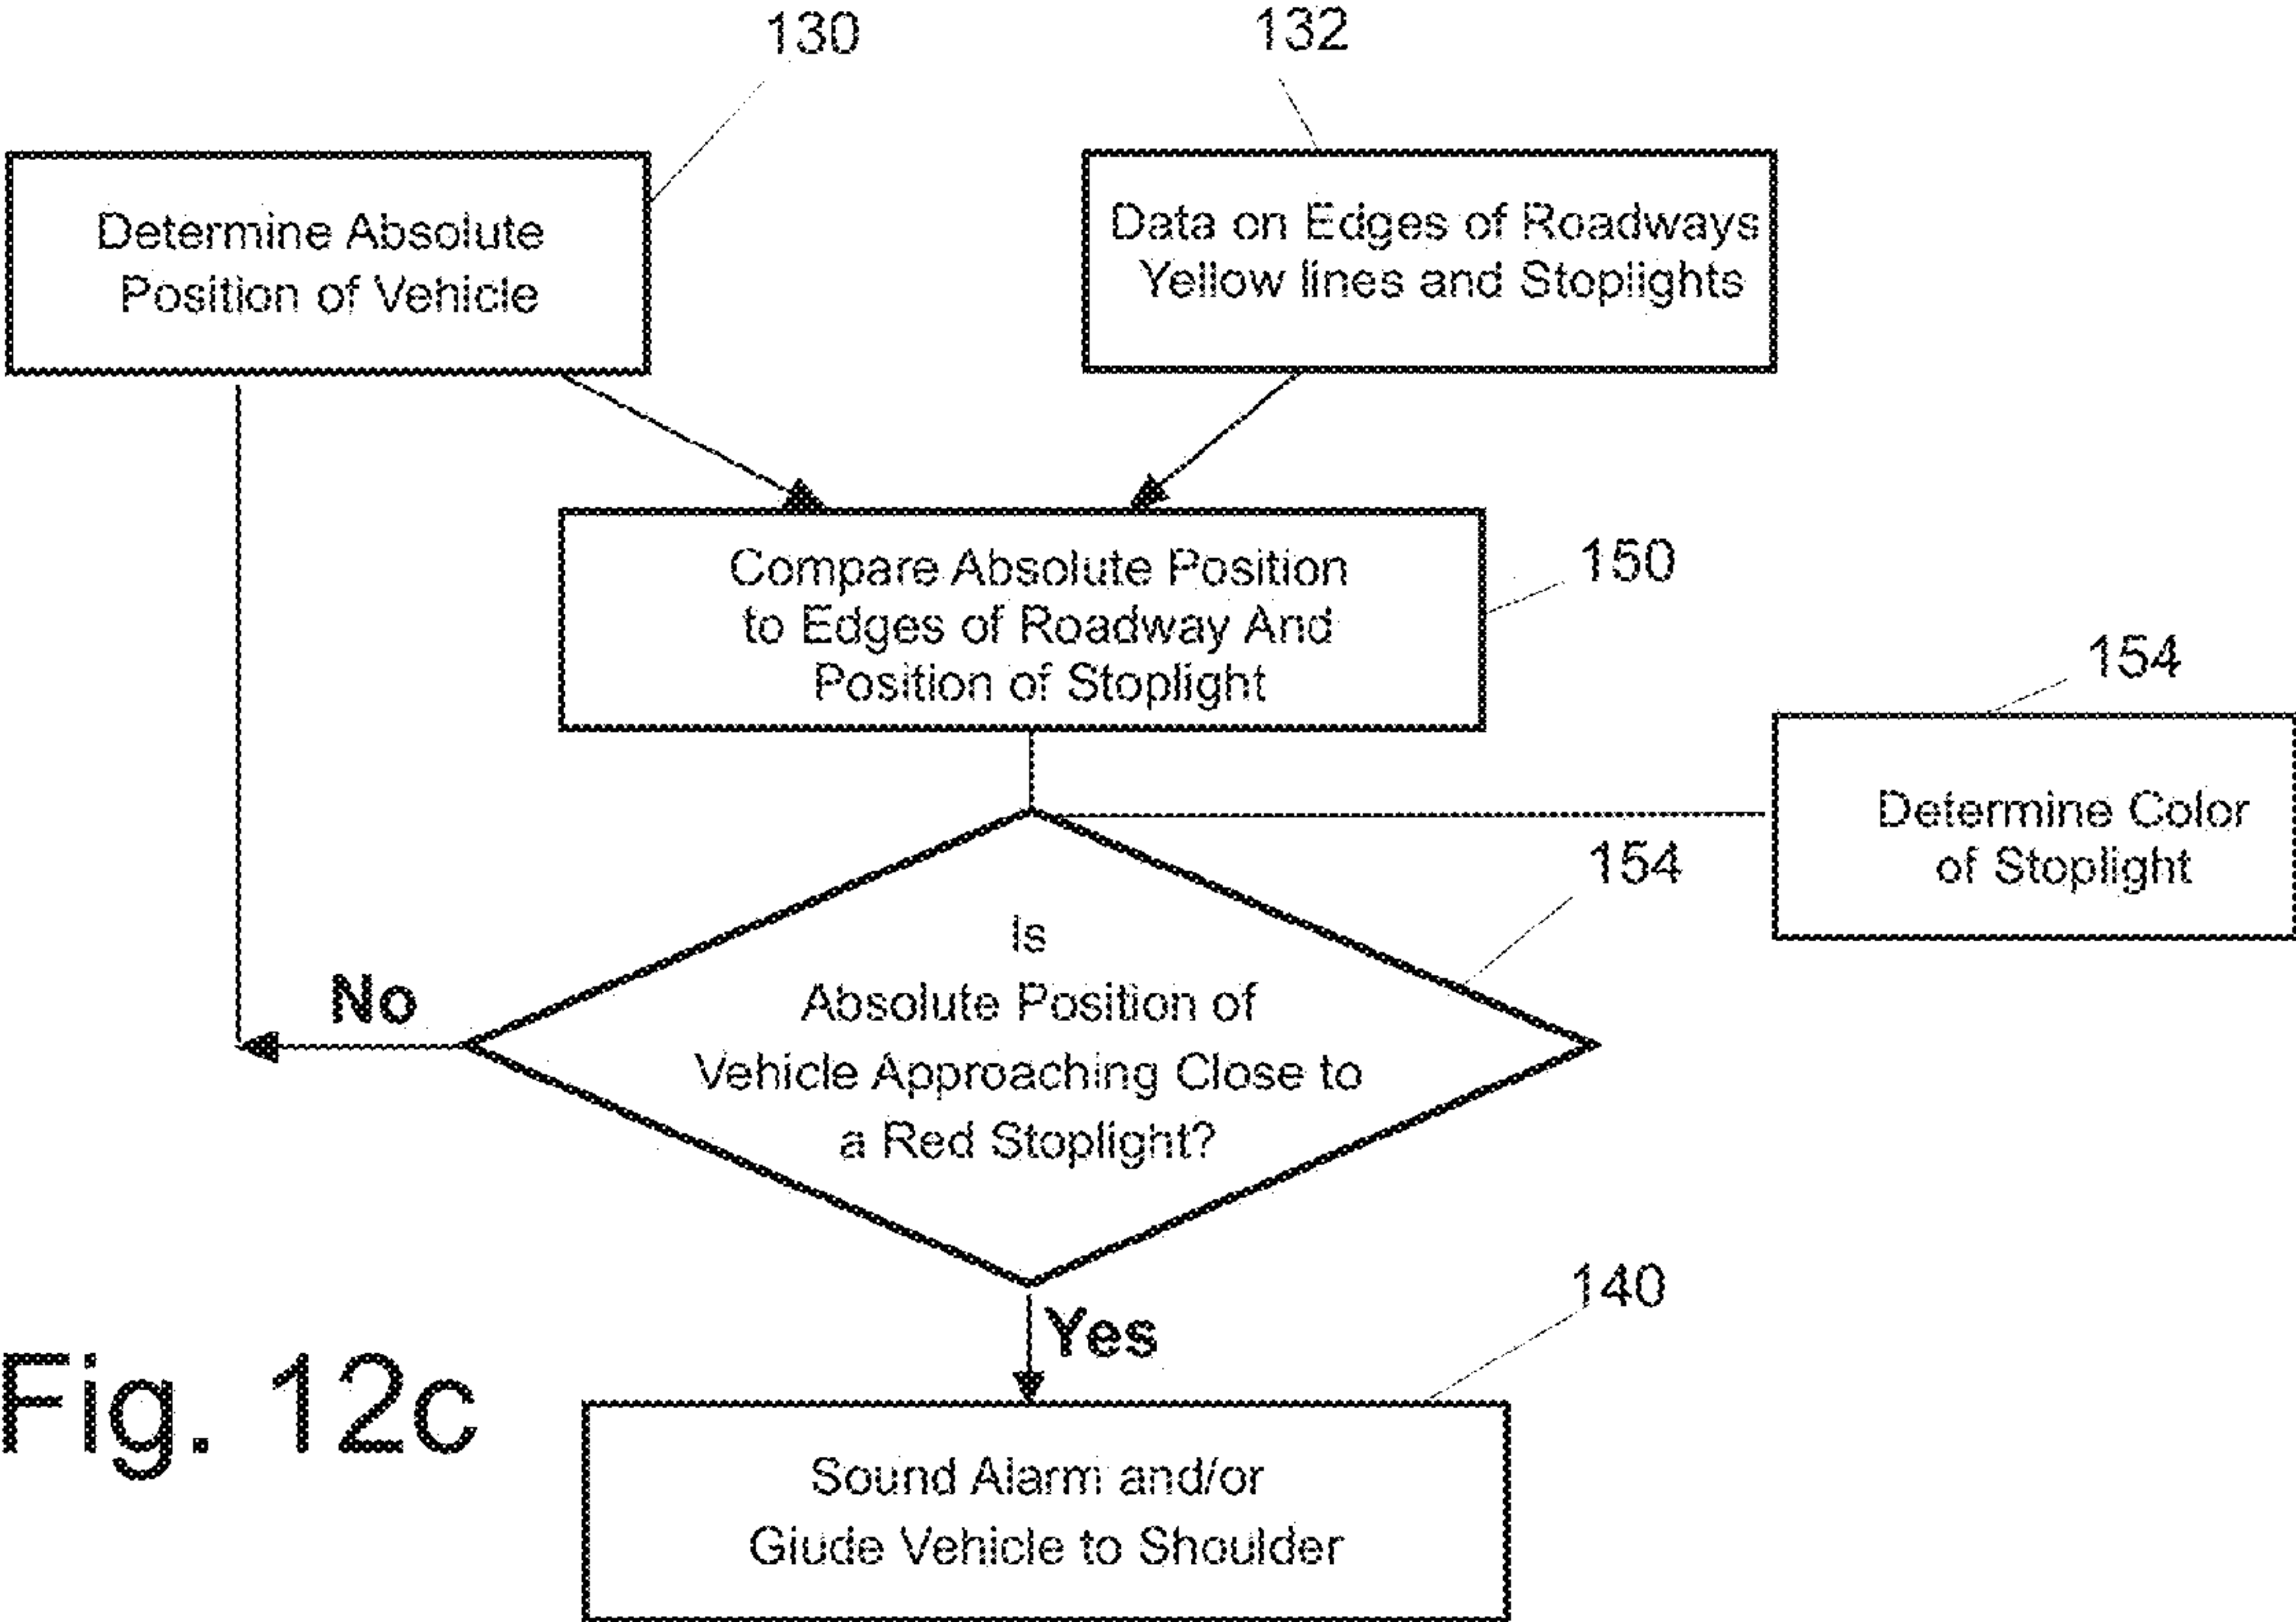 130
132
Determine Absolute
Position of Vehicle
Data on Edges of Roadways
Yellow lines and Stoplights
Compare Absolute Position
to Edges of Roadway And
Position of Stoplight
150
154
Determine Color
of Stoplight
154
Is
Absolute Position of
Vehicle Approaching Close to
a Red Stoplight?
No
Yes
140
Sound Alarm and/or
Giude Vehicle to Shoulder
Fig. 12c